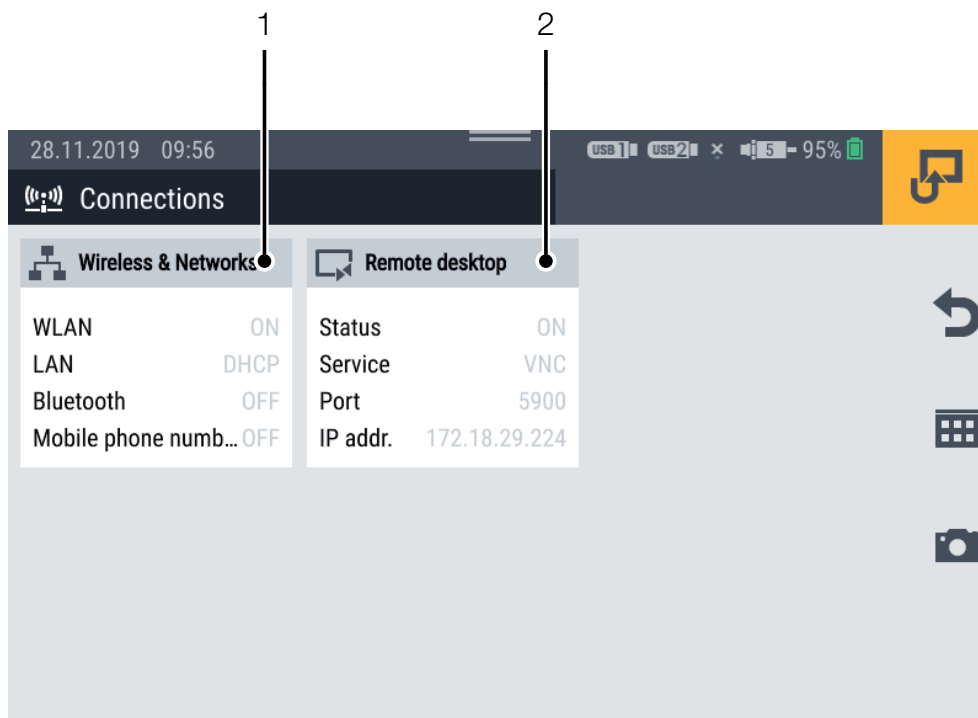 1 2
28.11.2019 09:56 USB 1 USB 2 5 95%
Connections
Wireless & Networks
WLAN ON
LAN DHCP
Bluetooth OFF
Mobile phone numb... OFF
Remote desktop
Status ON
Service VNC
Port 5900
IP addr. 172.18.29.224